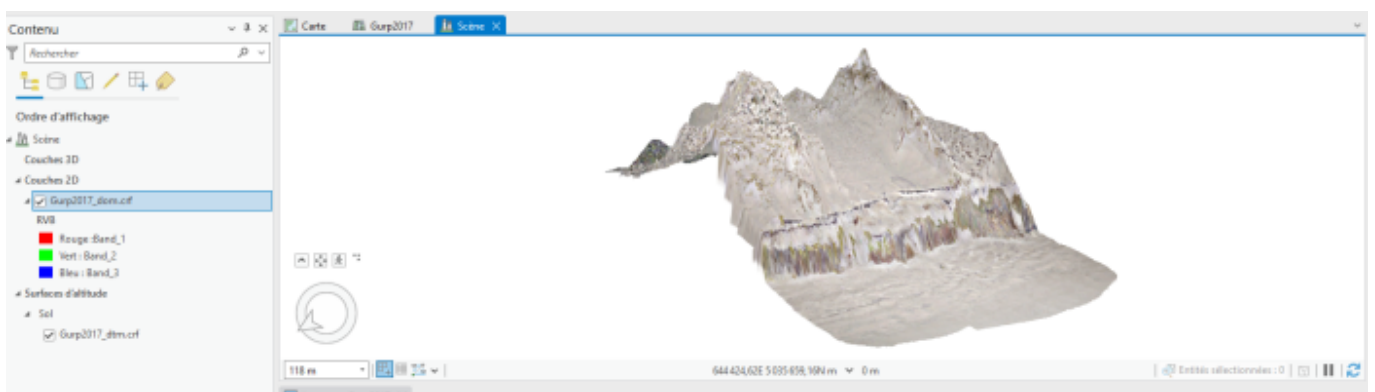 Contenu
Carte
Gurp2017
Scène
Rechercher
Ordre d'affichage
Scène
Couches 3D
Couches 2D
Gurp2017_dom.crf
RVB
Rouge :Band_1
Vert : Band_2
Bleu : Band_3
Surfaces d'altitude
Sol
Gurp2017_dtm.crf
118 m
644 424,62E 5 035 659,16N m
0 m
Entités sélectionnées : 0